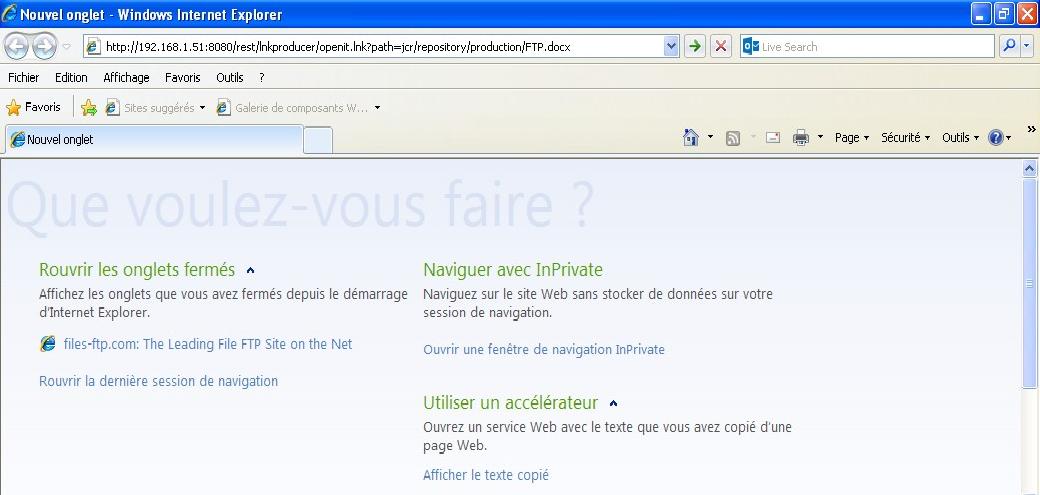 Nouvel onglet - Windows Internet Explorer
http://192.168.1.51:8080/rest/lnkproducer/openit.lnk?path=jcr/repository/production/FTP.docx
Live Search
Fichier Edition Affichage Favoris Outils ?
Favoris Sites suggérés Galerie de composants W...
Nouvel onglet
Page Sécurité Outils
Que voulez-vous faire ?
Rouvrir les onglets fermés
Affichez les onglets que vous avez fermés depuis le démarrage
d'Internet Explorer.
files-ftp.com: The Leading File FTP Site on the Net
Rouvrir la dernière session de navigation
Naviguer avec InPrivate
Naviguez sur le site Web sans stocker de données sur votre
session de navigation.
Ouvrir une fenêtre de navigation InPrivate
Utiliser un accélérateur
Ouvrez un service Web avec le texte que vous avez copié d'une
page Web.
Afficher le texte copié